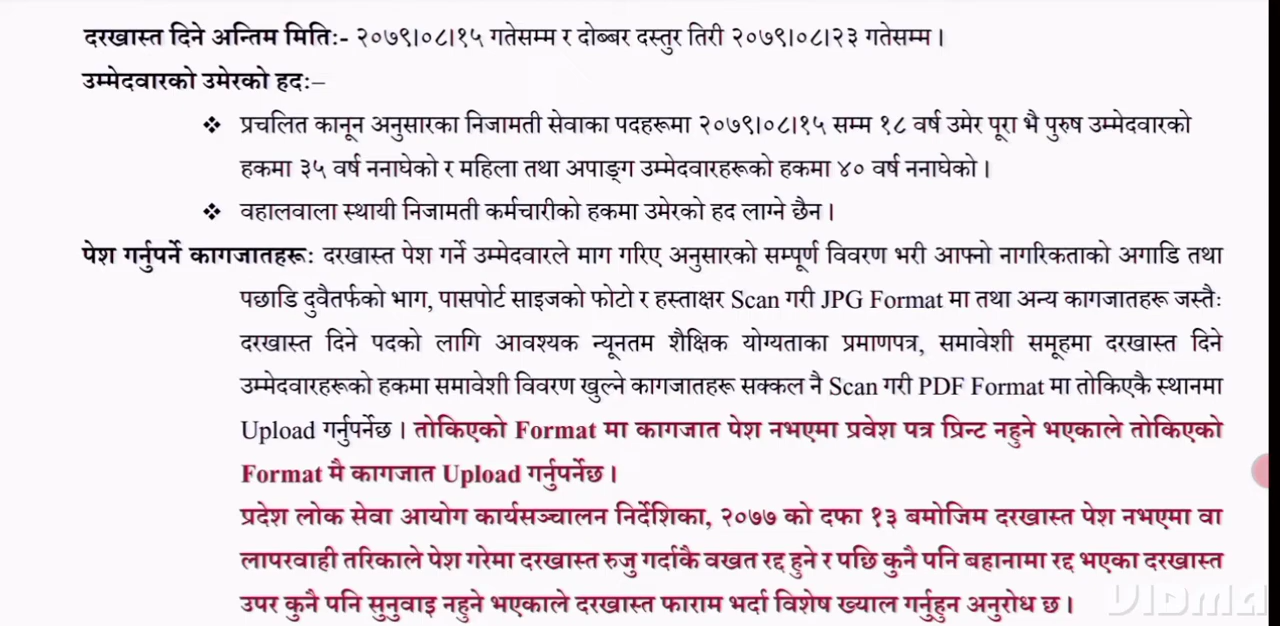 दरखास्त दिने अन्तिम मितिः- २०७९।०८।१५ गतेसम्म र दोब्बर दस्तुर तिरी २०७९।०८।२३ गतेसम्म ।
उम्मेदवारको उमेरको हदः–
❖ प्रचलित कानून अनुसारका निजामती सेवाका पदहरूमा २०७९।०८।१५ सम्म १८ वर्ष उमेर पूरा भै पुरुष उम्मेदवारको
हकमा ३५ वर्ष ननाघेको र महिला तथा अपाङ्ग उम्मेदवारहरूको हकमा ४० वर्ष ननाघेको ।
❖ वहालवाला स्थायी निजामती कर्मचारीको हकमा उमेरको हद लाग्ने छैन ।
पेश गर्नुपर्ने कागजातहरूः दरखास्त पेश गर्ने उम्मेदवारले माग गरिए अनुसारको सम्पूर्ण विवरण भरी आफ्नो नागरिकताको अगाडि तथा
पछाडि दुवैतर्फको भाग, पासपोर्ट साइजको फोटो र हस्ताक्षर Scan गरी JPG Format मा तथा अन्य कागजातहरू जस्तैः
दरखास्त दिने पदको लागि आवश्यक न्यूनतम शैक्षिक योग्यताका प्रमाणपत्र, समावेशी समूहमा दरखास्त दिने
उम्मेदवारहरूको हकमा समावेशी विवरण खुल्ने कागजातहरू सक्कल नै Scan गरी PDF Format मा तोकिएकै स्थानमा
Upload गर्नुपर्नेछ । तोकिएको Format मा कागजात पेश नभएमा प्रवेश पत्र प्रिन्ट नहुने भएकाले तोकिएको
Format मै कागजात Upload गर्नुपर्नेछ ।
प्रदेश लोक सेवा आयोग कार्यसञ्चालन निर्देशिका, २०७७ को दफा १३ बमोजिम दरखास्त पेश नभएमा वा
लापरवाही तरिकाले पेश गरेमा दरखास्त रुजु गर्दाकै वखत रद्द हुने र पछि कुनै पनि बहानामा रद्द भएका दरखास्त
उपर कुनै पनि सुनुवाइ नहुने भएकाले दरखास्त फाराम भर्दा विशेष ख्याल गर्नुहुन अनुरोध छ ।
VIDMA